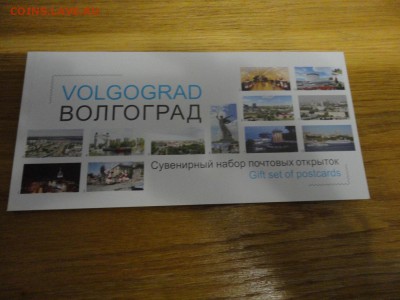 VOLGOGRAD
ВОЛГОГРАД
Сувенирный набор почтовых открыток
Gift set of postcards